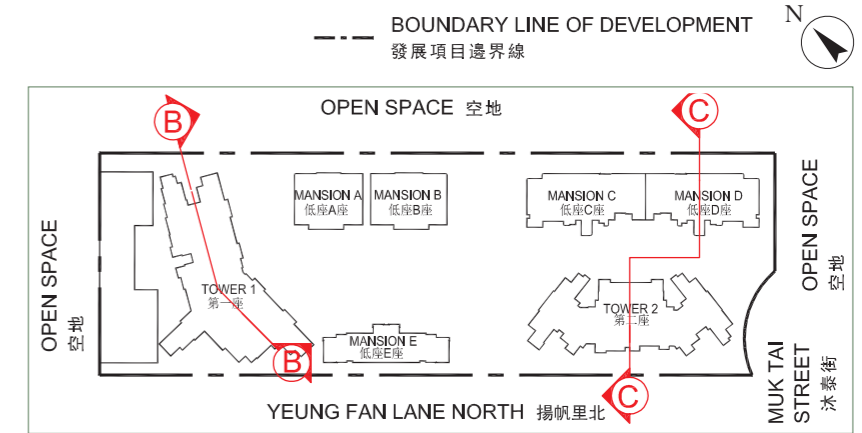 BOUNDARY LINE OF DEVELOPMENT
發展項目邊界線
N
B
OPEN SPACE 空地
C
MANSION A
低座A座
MANSION B
低座B座
MANSION C
低座C座
MANSION D
低座D座
OPEN SPACE
空地
OPEN SPACE
空地
TOWER 1
第一座
TOWER 2
第二座
MANSION E
低座E座
B
C
YEUNG FAN LANE NORTH 揚帆里北
MUK TAI
STREET
沐泰街